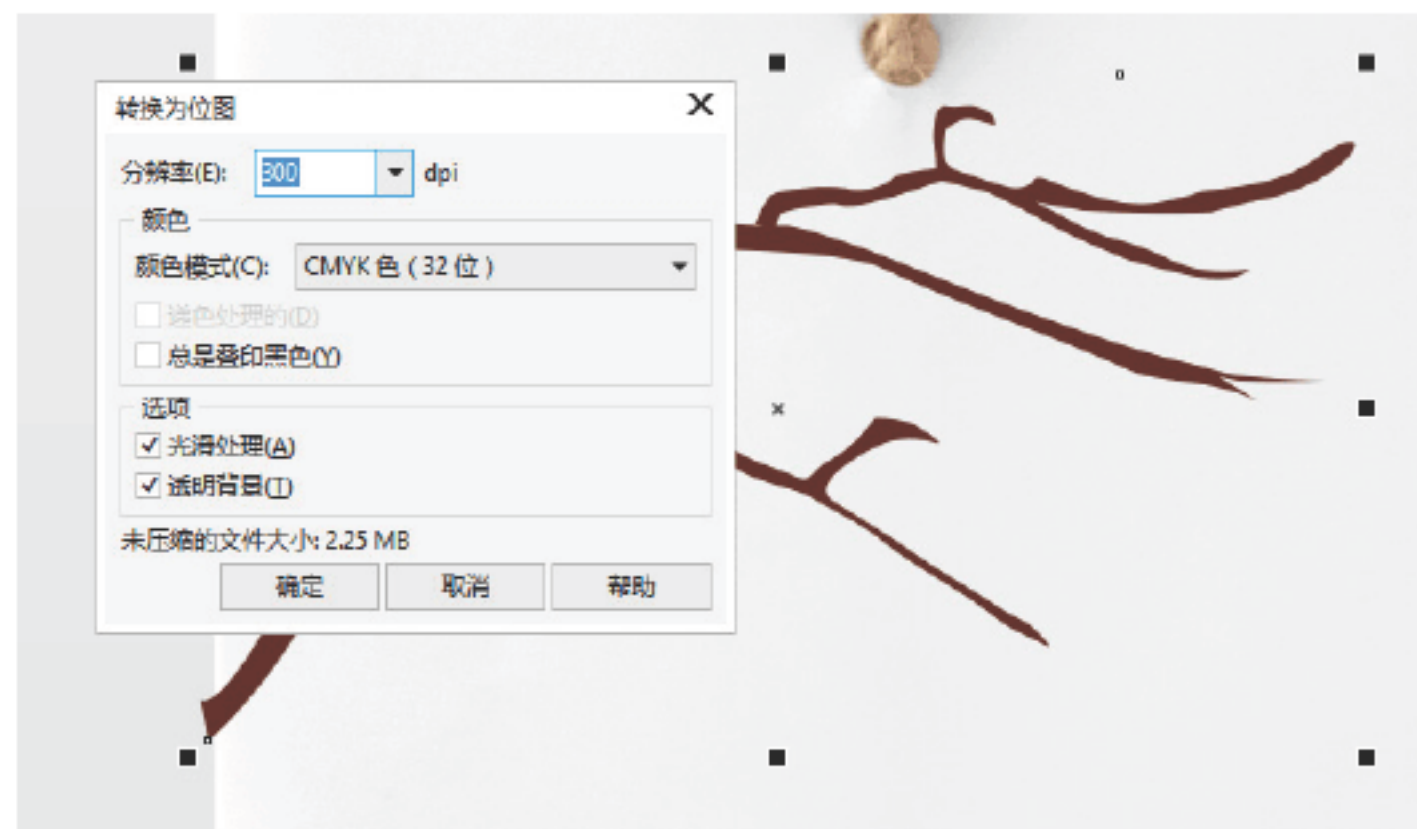 转换为位图
分辨率(E): 300 dpi
颜色
颜色模式(C): CMYK 色 ( 32 位 )
递色处理的(D)
总是叠印黑色(Y)
选项
光滑处理(A)
透明背景(T)
未压缩的文件大小: 2.25 MB
确定 取消 帮助